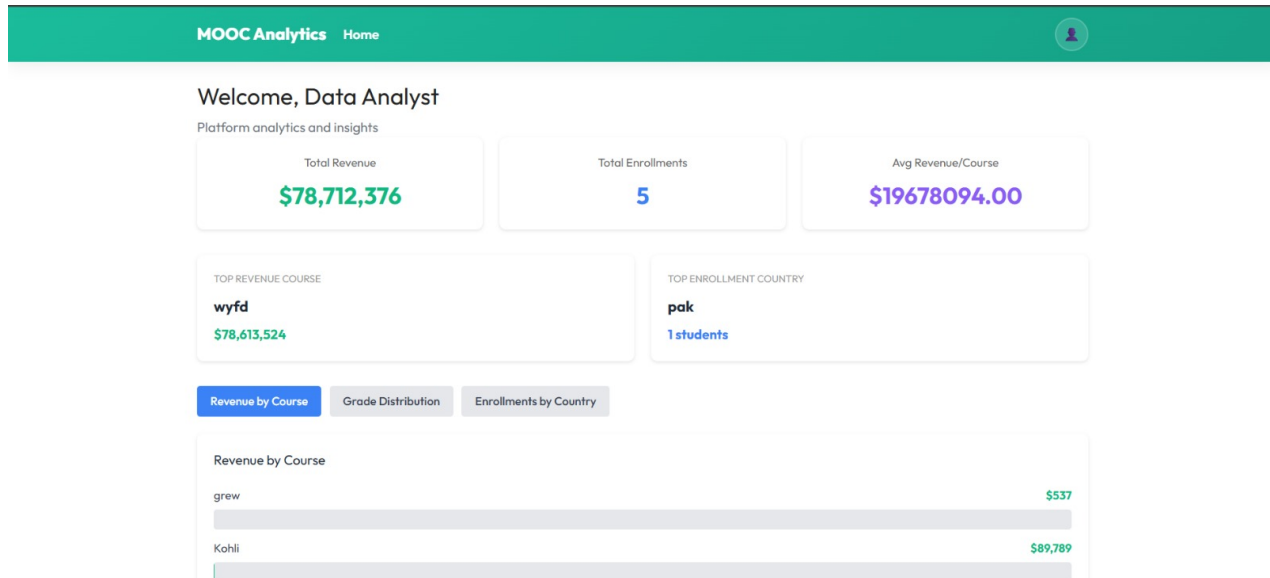 MOOC Analytics Home
Welcome, Data Analyst
Platform analytics and insights
Total Revenue
$78,712,376
Total Enrollments
5
Avg Revenue/Course
$19678094.00
TOP REVENUE COURSE
wyfd
$78,613,524
TOP ENROLLMENT COUNTRY
pak
1 students
Revenue by Course Grade Distribution Enrollments by Country
Revenue by Course
grew $537
Kohli $89,789